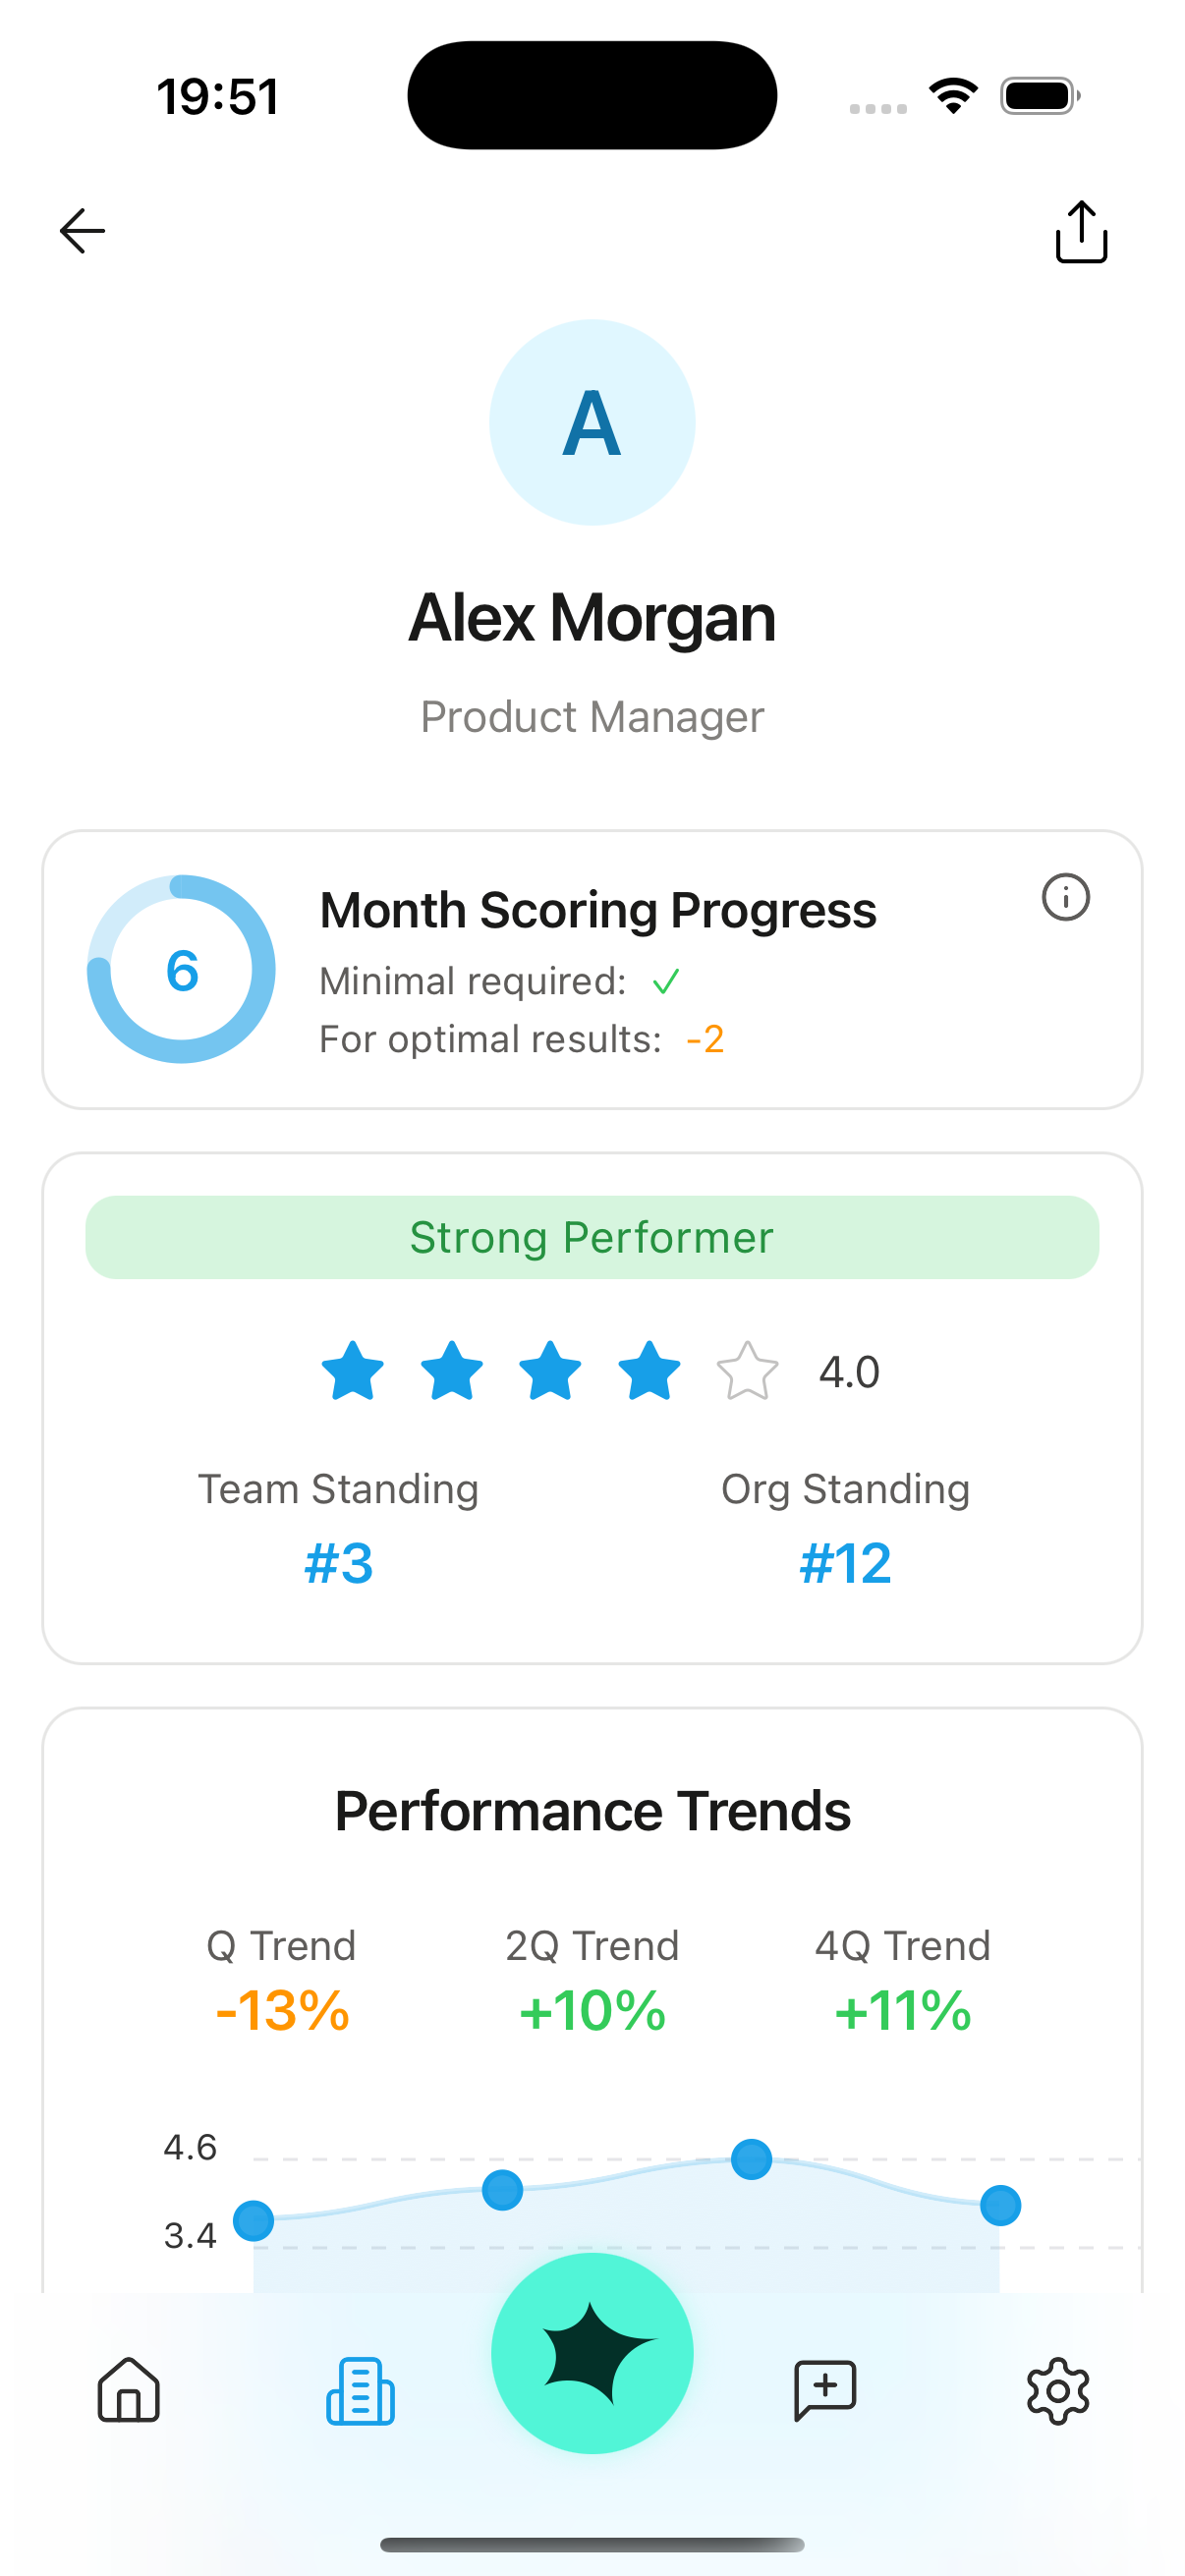 19:51
A
Alex Morgan
Product Manager
6
Month Scoring Progress
Minimal required: ✓
For optimal results: -2
Strong Performer
4.0
Team Standing
#3
Org Standing
#12
Performance Trends
Q Trend
-13%
2Q Trend
+10%
4Q Trend
+11%
4.6
3.4